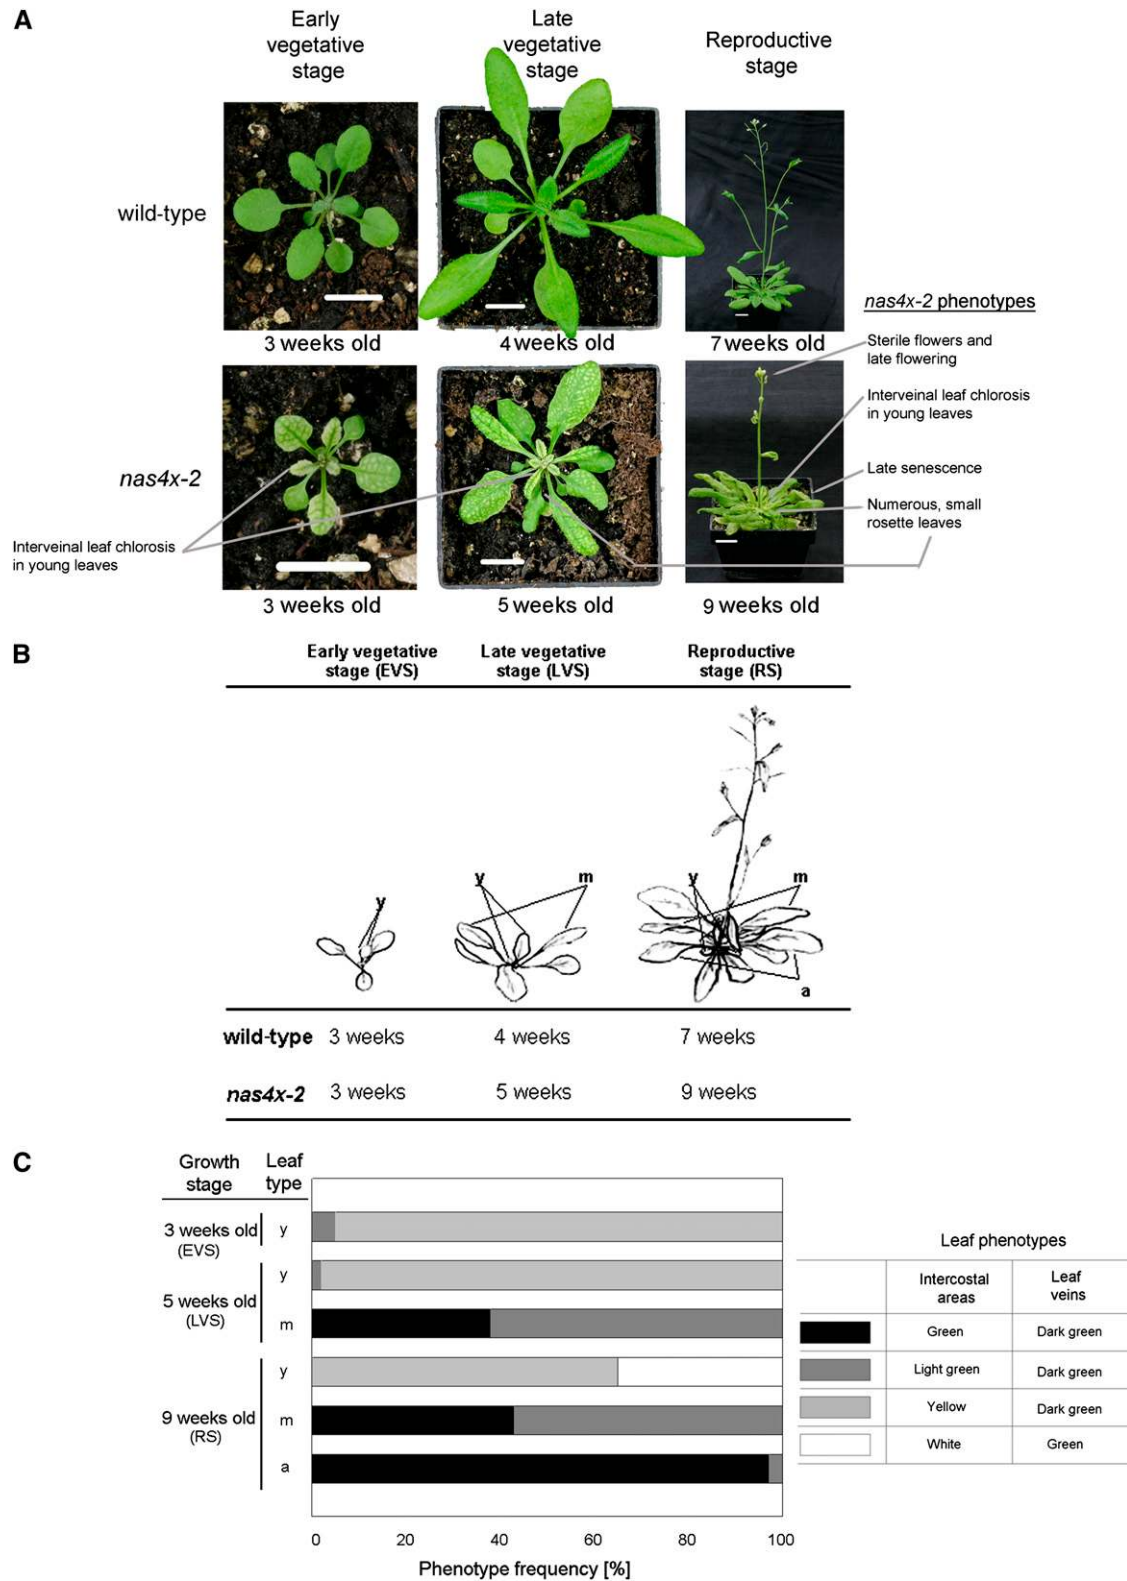 A
Early
vegetative
stage
Late
vegetative
stage
Reproductive
stage
wild-type
3 weeks old
4 weeks old
7 weeks old
nas4x-2 phenotypes
Sterile flowers and
late flowering
Interveinal leaf chlorosis
in young leaves
Late senescence
Numerous, small
rosette leaves
nas4x-2
Interveinal leaf chlorosis
in young leaves
3 weeks old
5 weeks old
9 weeks old
B
Early vegetative
stage (EVS)
Late vegetative
stage (LVS)
Reproductive
stage (RS)
y
y
m
y
m
a
wild-type 3 weeks 4 weeks 7 weeks
nas4x-2 3 weeks 5 weeks 9 weeks
C
Growth
stage
Leaf
type
3 weeks old
(EVS)
y
5 weeks old
(LVS)
y
m
9 weeks old
(RS)
y
m
a
0 20 40 60 80 100
Phenotype frequency [%]
Leaf phenotypes
Intercostal
areas
Leaf
veins
Green Dark green
Light green Dark green
Yellow Dark green
White Green